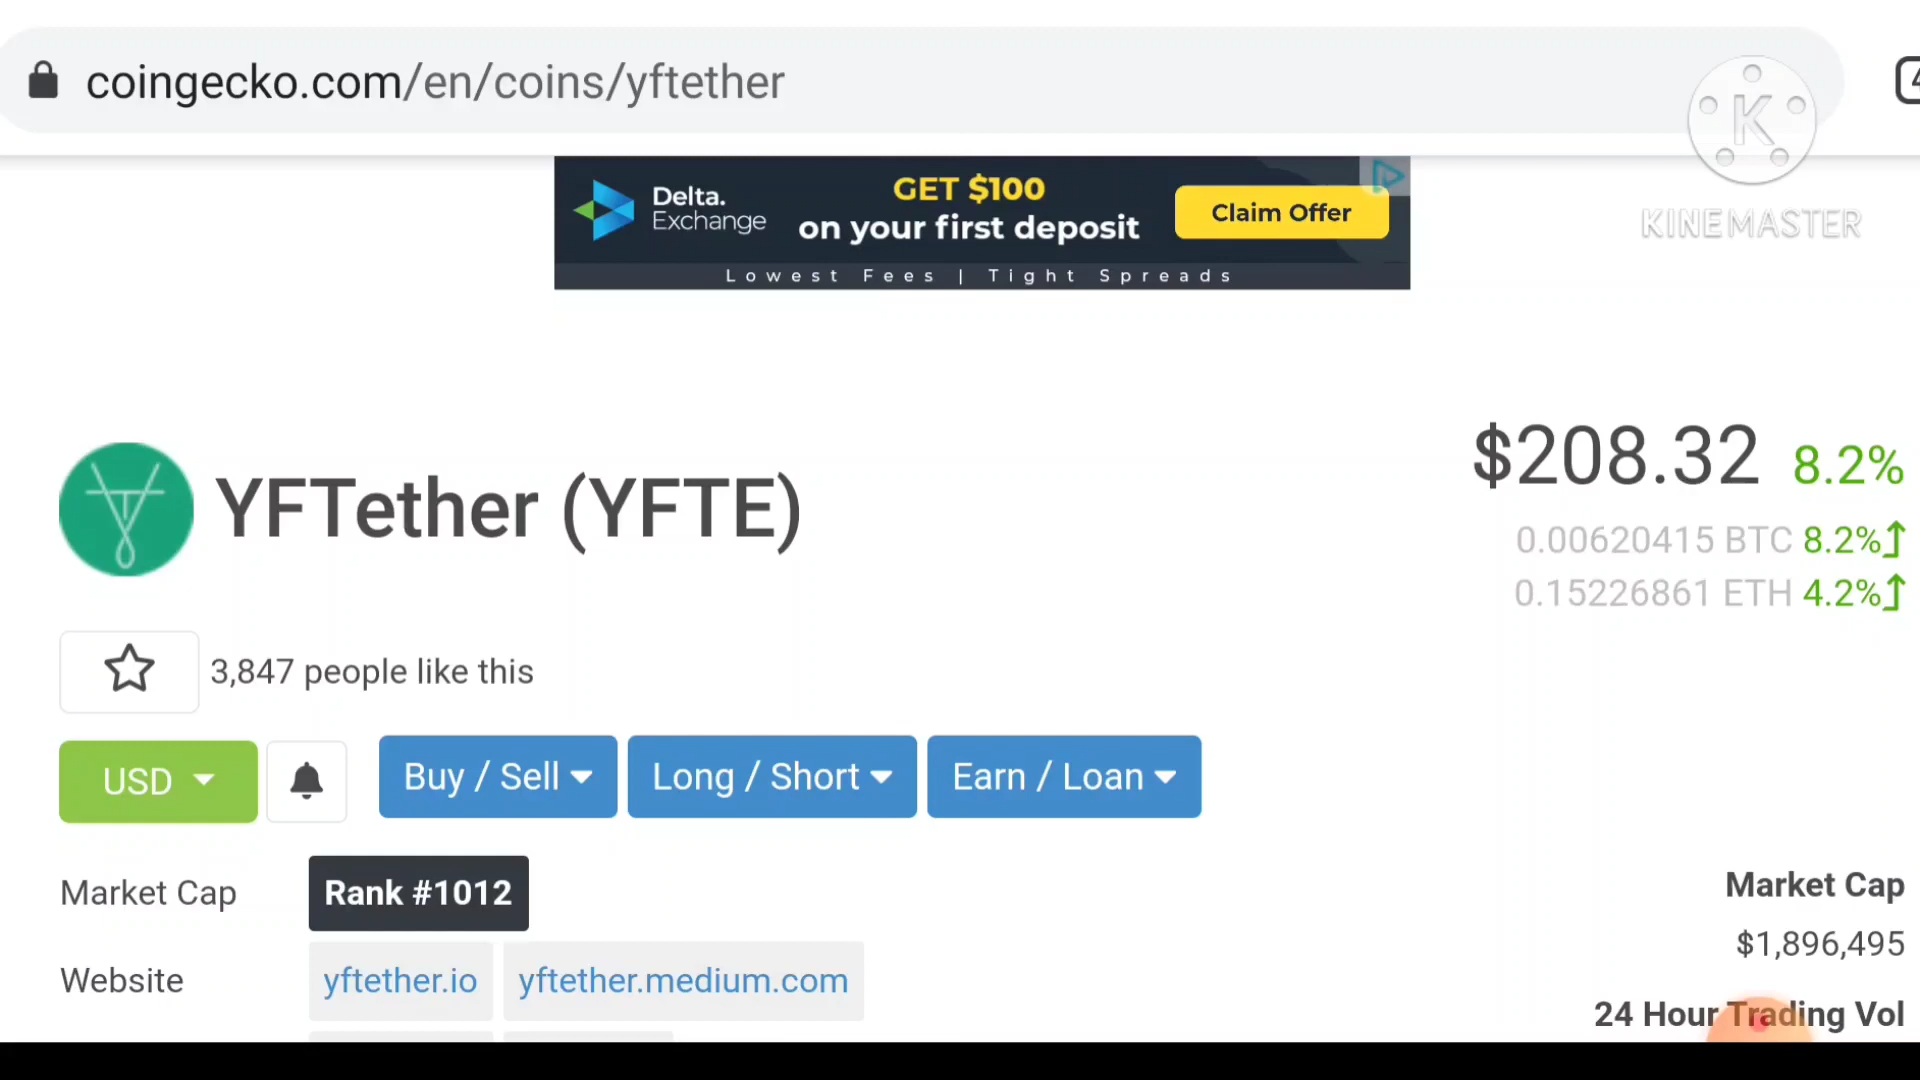 coingecko.com/en/coins/yftether
K
KINEMASTER
Delta.
Exchange
GET $100
on your first deposit
Claim Offer
Lowest Fees | Tight Spreads
YFTether (YFTE)
$208.32 8.2%
0.00620415 BTC 8.2%
0.15226861 ETH 4.2%
3,847 people like this
USD
Buy / Sell
Long / Short
Earn / Loan
Market Cap
Rank #1012
Website
yftether.io
yftether.medium.com
Market Cap
$1,896,495
24 Hour Trading Vol